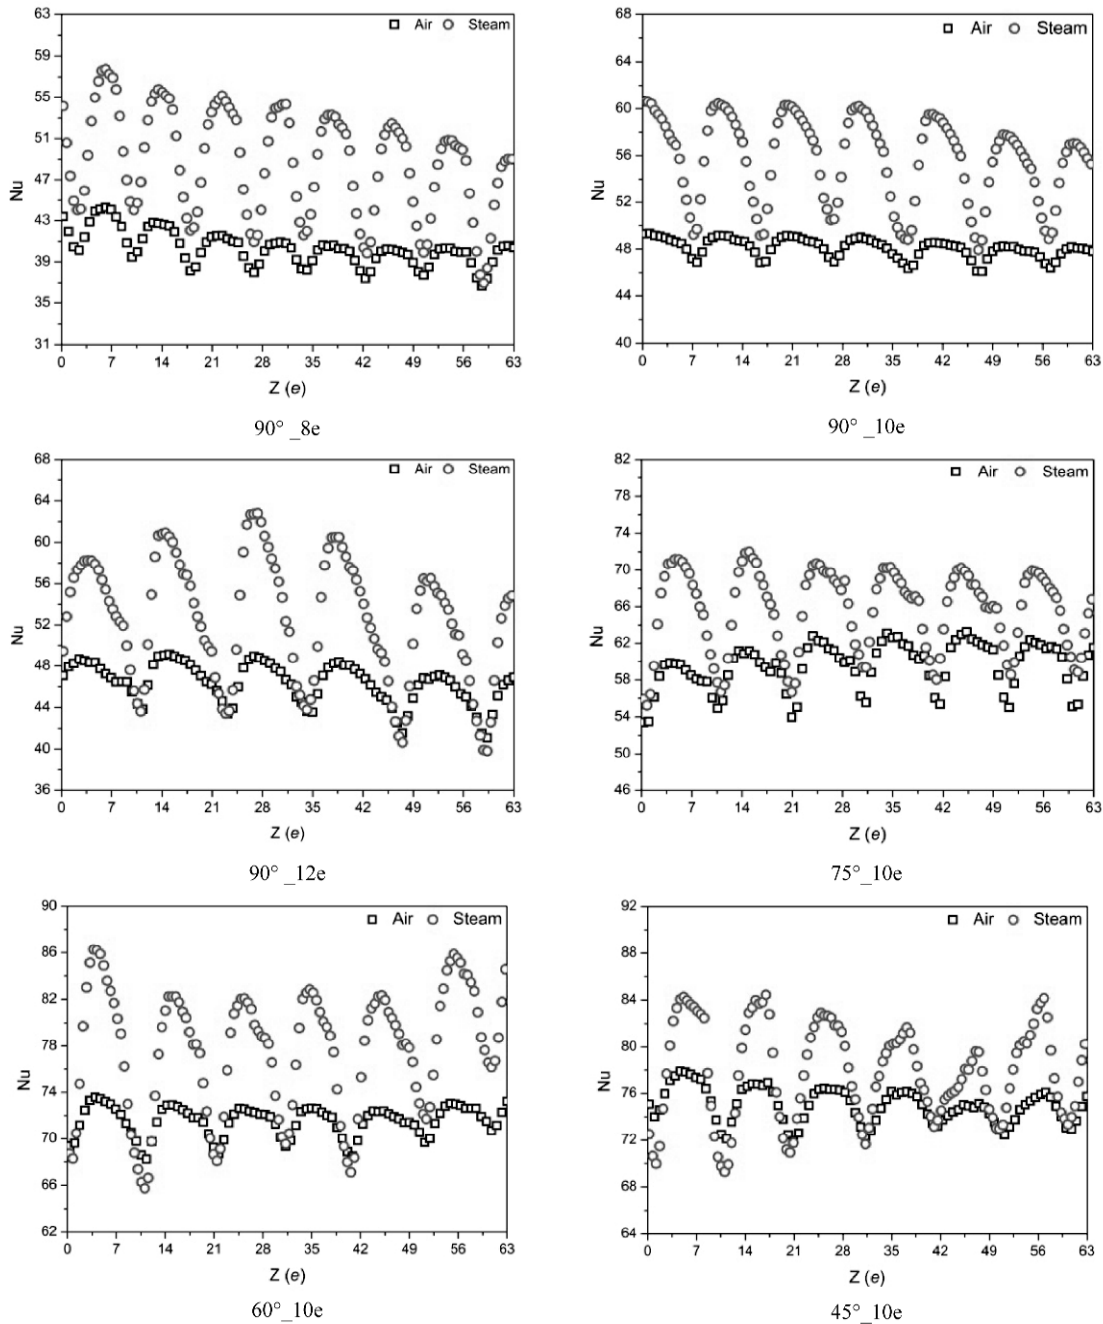 63
59
55
51
47
43
39
35
31
Nu
Air Steam
0 7 14 21 28 35 42 49 56 63
Z (e)
90° _8e
68
64
60
56
52
48
44
40
Nu
Air Steam
0 7 14 21 28 35 42 49 56 63
Z (e)
90° _10e
68
64
60
56
52
48
44
40
36
Nu
Air Steam
0 7 14 21 28 35 42 49 56 63
Z (e)
90° _12e
82
78
74
70
66
62
58
54
50
46
Nu
Air Steam
0 7 14 21 28 35 42 49 56 63
Z (e)
75°_10e
90
86
82
78
74
70
66
62
Nu
Air Steam
0 7 14 21 28 35 42 49 56 63
Z (e)
60°_10e
92
88
84
80
76
72
68
64
Nu
Air Steam
0 7 14 21 28 35 42 49 56 63
Z (e)
45°_10e